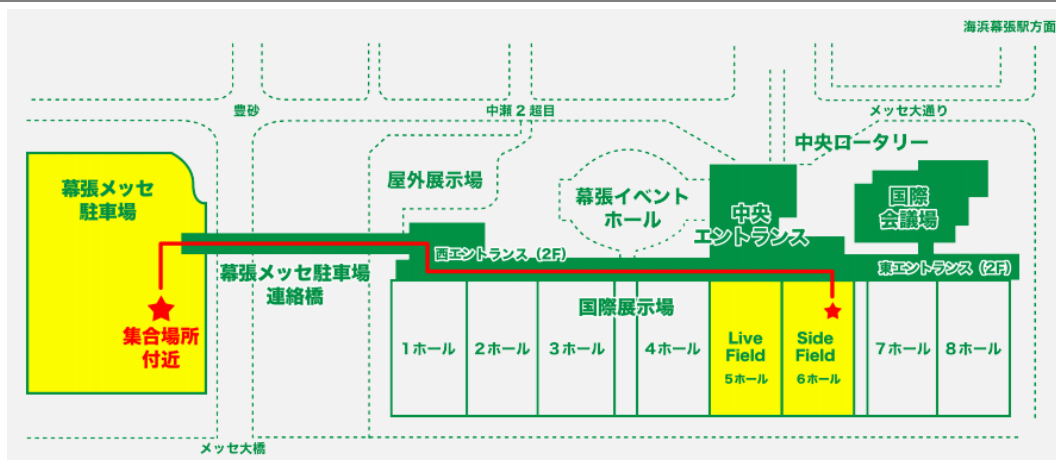 海浜幕張駅方面
豊砂
中瀬2超目
メッセ大通り
中央ロータリー
幕張メッセ
駐車場
屋外展示場
幕張イベント
ホール
中央
エントランス
国際
会議場
西エントランス（2F）
東エントランス（2F）
幕張メッセ駐車場
連絡橋
国際展示場
集合場所
付近
1ホール
2ホール
3ホール
4ホール
Live
Field
5ホール
Side
Field
6ホール
7ホール
8ホール
メッセ大橋